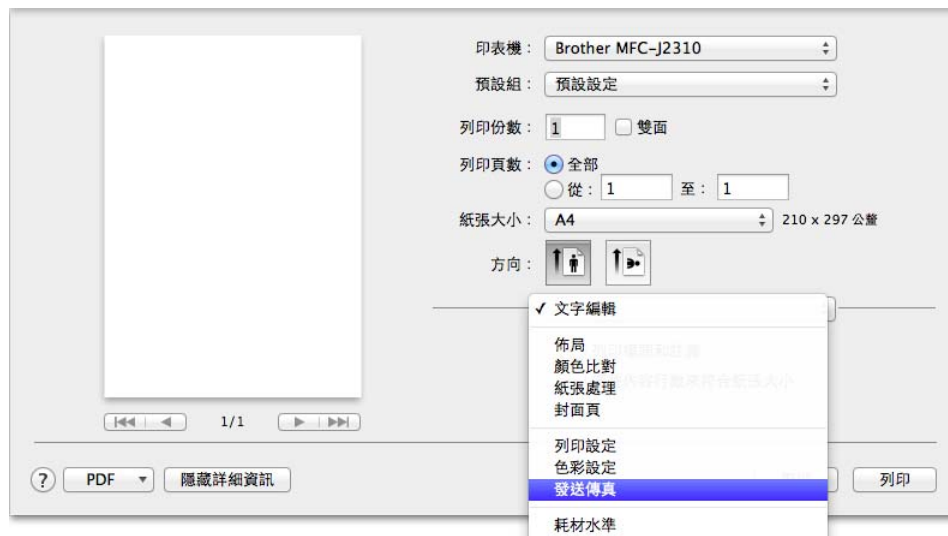 印表機： Brother MFC-J2310
預設組： 預設設定
列印份數： 1 雙面
列印頁數： 全部
從： 1 至： 1
紙張大小： A4 210 x 297 公釐
方向：
✓ 文字編輯
佈局
顏色比對
紙張處理
封面頁
1/1
列印設定
色彩設定
發送傳真
耗材水準
? PDF 隱藏詳細資訊 列印